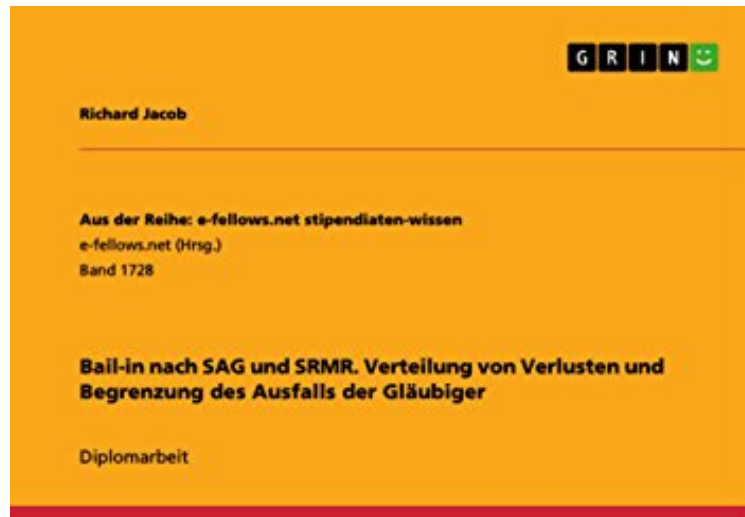 GRIN
Richard Jacob
Aus der Reihe: e-fellows.net stipendiaten-wissen
e-fellows.net (Hrsg.)
Band 1728
Bail-in nach SAG und SRMR. Verteilung von Verlusten und
Begrenzung des Ausfalls der Gläubiger
Diplomarbeit